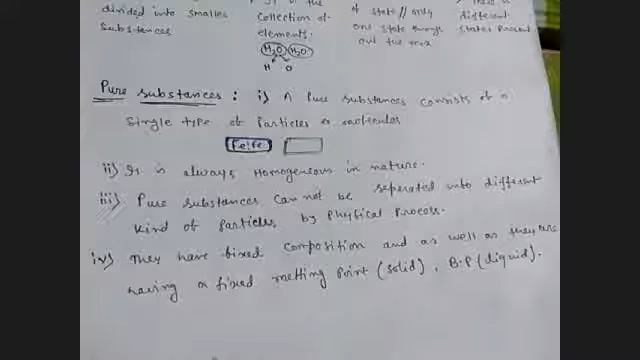 divided into smalles
substances
collection of
elements.
H2O H2O
H O
of state // only
one state through
out the mix
different
states Present
Pure substances : i) A Pure substances consists of a
single type of Particles or molecules
Fe Fe
ii) It is always Homogeneous in nature.
iii) Pure substances can not be seperated into different
kind of Particles by Physical Process.
iv) They have fixed composition and as well as they are
having a fixed melting Point (solid), B.P (liquid).